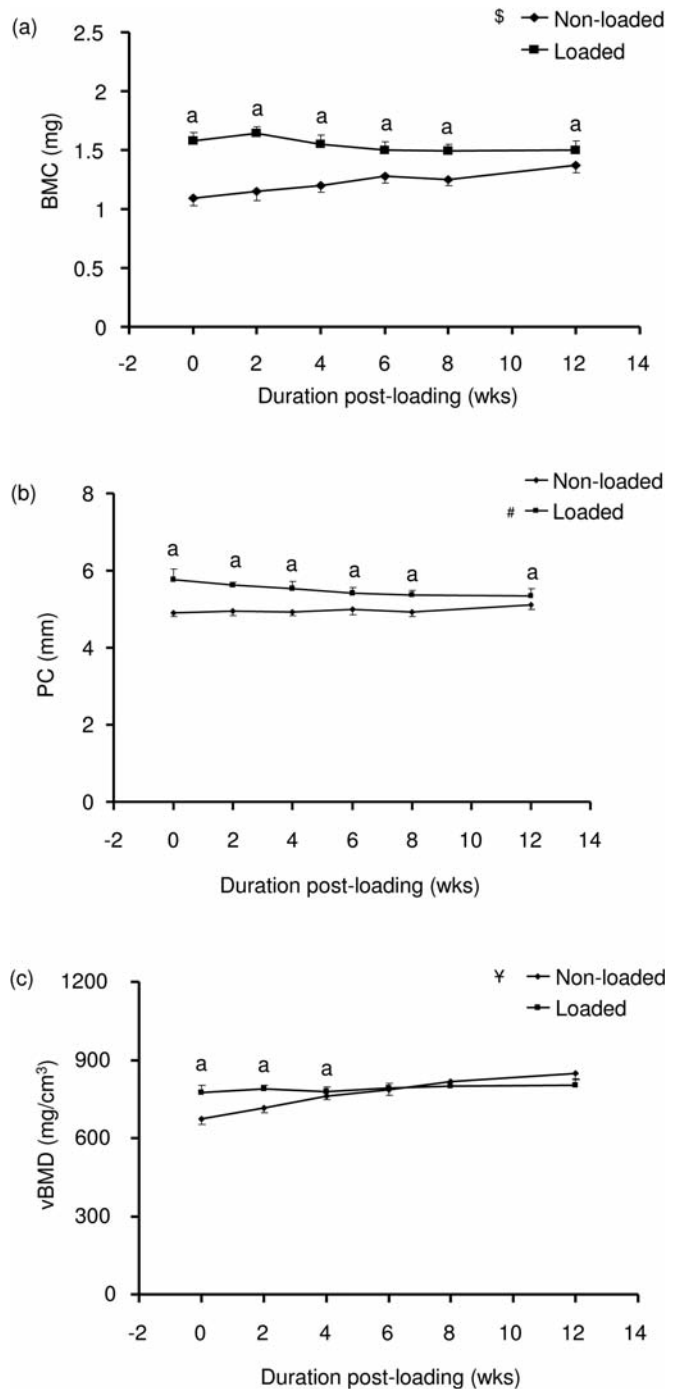 (a)
$ Non-loaded
Loaded
2.5
2
1.5
1
0.5
0
BMC (mg)
a a a a a a
-2 0 2 4 6 8 10 12 14
Duration post-loading (wks)
(b)
Non-loaded
# Loaded
8
6
4
2
0
PC (mm)
a a a a a a
-2 0 2 4 6 8 10 12 14
Duration post-loading (wks)
(c)
¥ Non-loaded
Loaded
1200
900
600
300
0
vBMD (mg/cm³)
a a a
-2 0 2 4 6 8 10 12 14
Duration post-loading (wks)